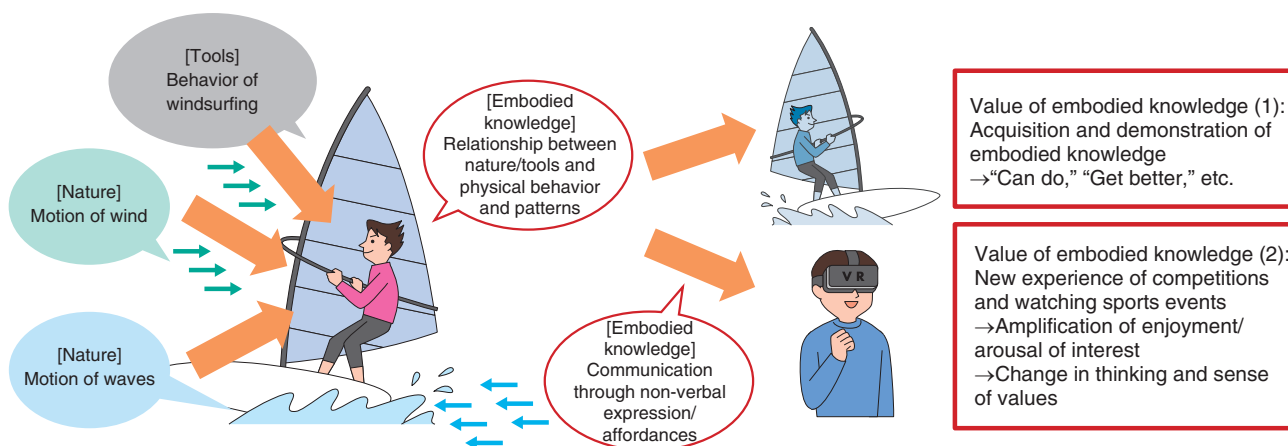 [Tools]
Behavior of
windsurfing
[Nature]
Motion of wind
[Nature]
Motion of waves
[Embodied
knowledge]
Relationship between
nature/tools and
physical behavior
and patterns
[Embodied
knowledge]
Communication
through non-verbal
expression/
affordances
VR
Value of embodied knowledge (1):
Acquisition and demonstration of
embodied knowledge
→“Can do,” “Get better,” etc.
Value of embodied knowledge (2):
New experience of competitions
and watching sports events
→Amplification of enjoyment/
arousal of interest
→Change in thinking and sense
of values